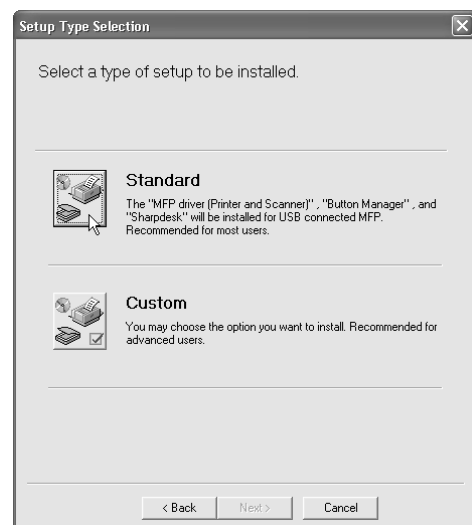 Setup Type Selection
Select a type of setup to be installed.
Standard
The "MFP driver (Printer and Scanner)" , "Button Manager" , and
"Sharpdesk" will be installed for USB connected MFP.
Recommended for most users.
Custom
You may choose the option you want to install. Recommended for
advanced users.
< Back Next > Cancel